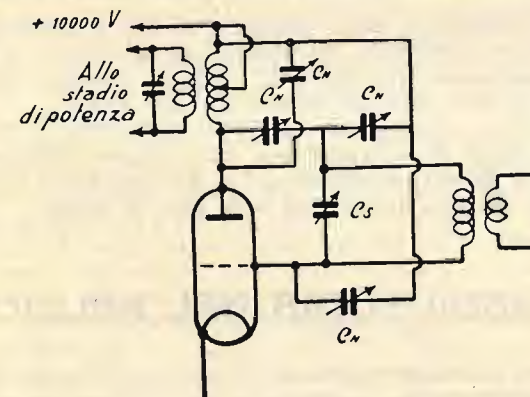 + 10000 V
Allo
stadio
di potenza
CN
CN
CN
CS
CN